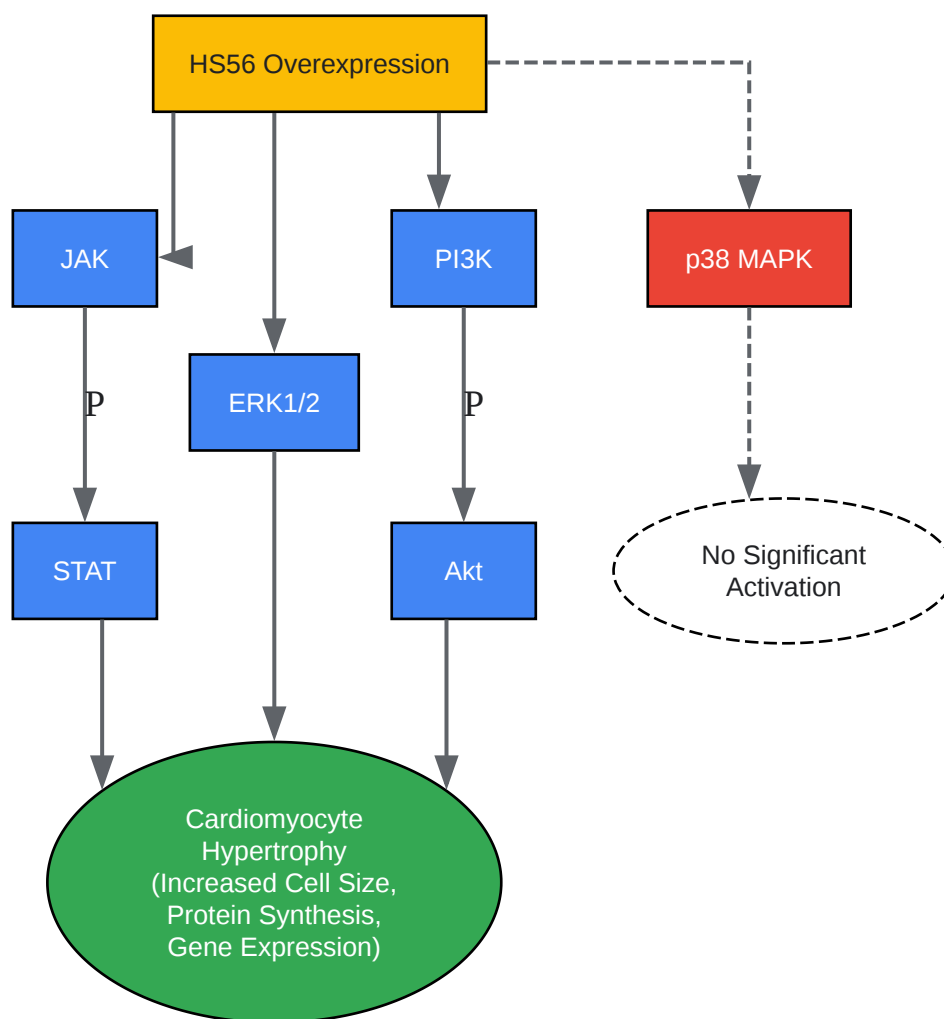 HS56 Overexpression
JAK
PI3K
p38 MAPK
P
ERK1/2
P
STAT
Akt
No Significant
Activation
Cardiomyocyte
Hypertrophy
(Increased Cell Size,
Protein Synthesis,
Gene Expression)